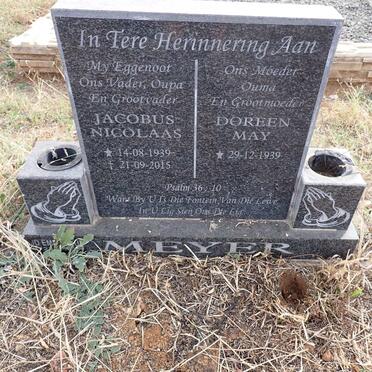 In Tere Herinnering Aan
My Eggenoot
Ons Vader, Oupa
En Grootvader
JACOBUS
NICOLAAS
★ 14-08-1939
† 21-09-2015
Ons Moeder
Ouma
En Grootmoeder
DOREEN
MAY
★ 29-12-1939
Psalm 36 : 10
Want By U Is Die Fontein Van Die Lewe
In U Lig Sien Ons Die Lig
MEYER